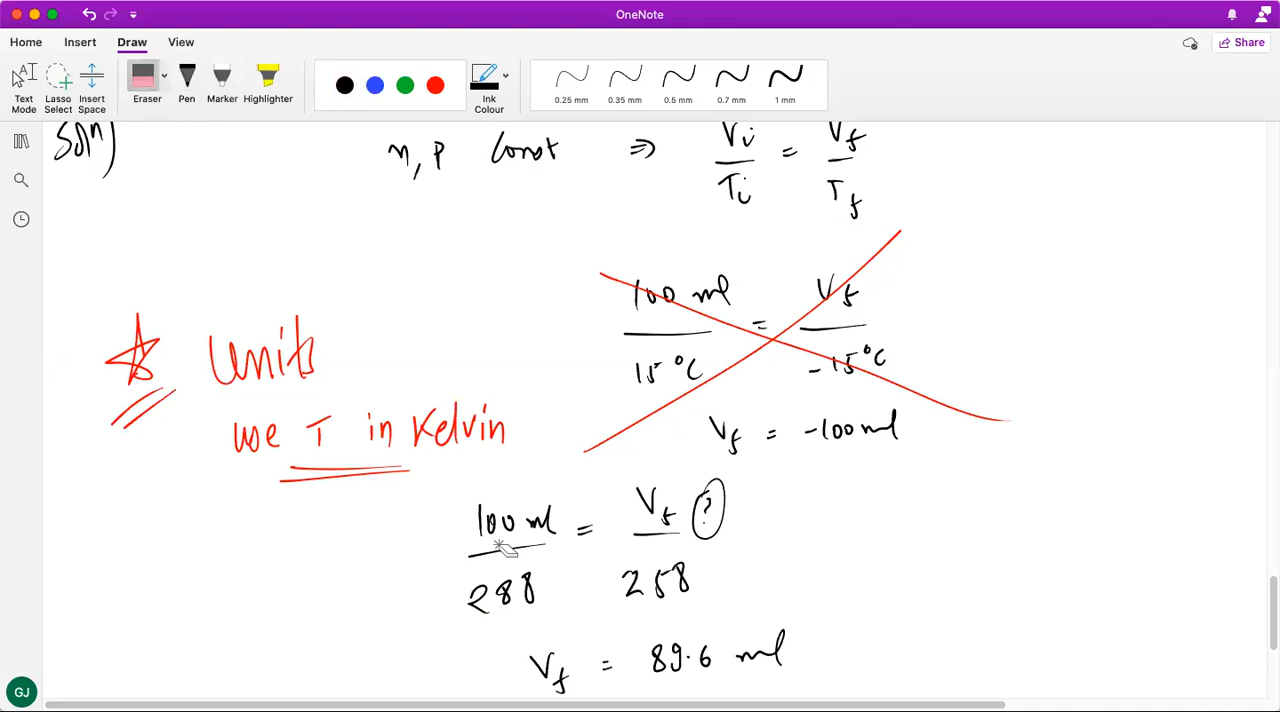 OneNote
Home Insert Draw View
Share
Text Mode
Lasso Select
Insert Space
Eraser
Pen
Marker
Highlighter
Ink Colour
0.25 mm 0.35 mm 0.5 mm 0.7 mm 1 mm
Soln)
n, P Const ⇒ Vi/Ti = Vf/Tf
100 ml / 15°C = Vf / -15°C
☆ Units
use T in Kelvin
Vf = -100 ml
100 ml / 288 = Vf / 258 ?
Vf = 89.6 ml
GJ